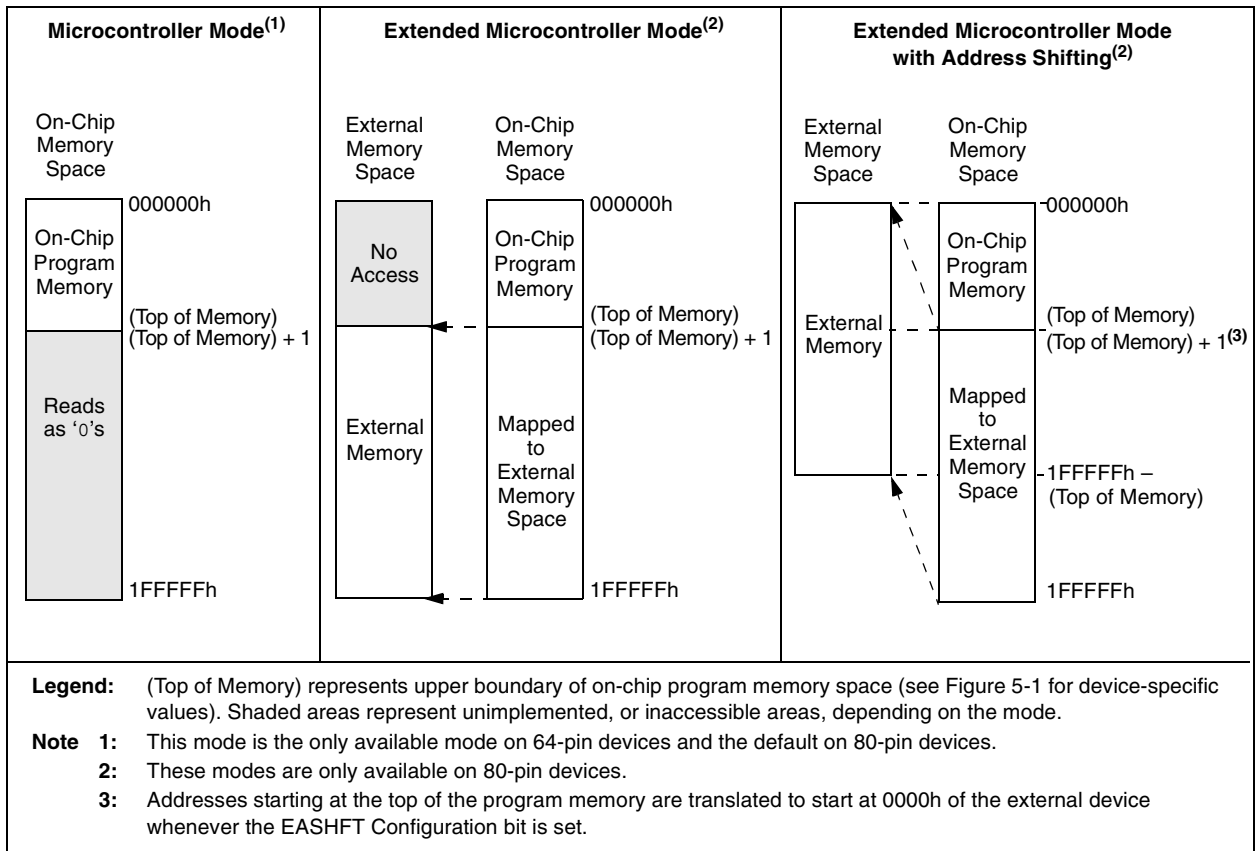 Microcontroller Mode(1)
On-Chip
Memory
Space
000000h
On-Chip
Program
Memory
(Top of Memory)
(Top of Memory) + 1
Reads
as ‘0’s
1FFFFFh
Extended Microcontroller Mode(2)
External
Memory
Space
On-Chip
Memory
Space
000000h
No
Access
On-Chip
Program
Memory
(Top of Memory)
(Top of Memory) + 1
External
Memory
Mapped
to
External
Memory
Space
1FFFFFh
Extended Microcontroller Mode
with Address Shifting(2)
External
Memory
Space
On-Chip
Memory
Space
000000h
On-Chip
Program
Memory
External
Memory
(Top of Memory)
(Top of Memory) + 1(3)
Mapped
to
External
Memory
Space
1FFFFFh –
(Top of Memory)
1FFFFFh
Legend: (Top of Memory) represents upper boundary of on-chip program memory space (see Figure 5-1 for device-specific
values). Shaded areas represent unimplemented, or inaccessible areas, depending on the mode.
Note 1: This mode is the only available mode on 64-pin devices and the default on 80-pin devices.
2: These modes are only available on 80-pin devices.
3: Addresses starting at the top of the program memory are translated to start at 0000h of the external device
whenever the EASHFT Configuration bit is set.